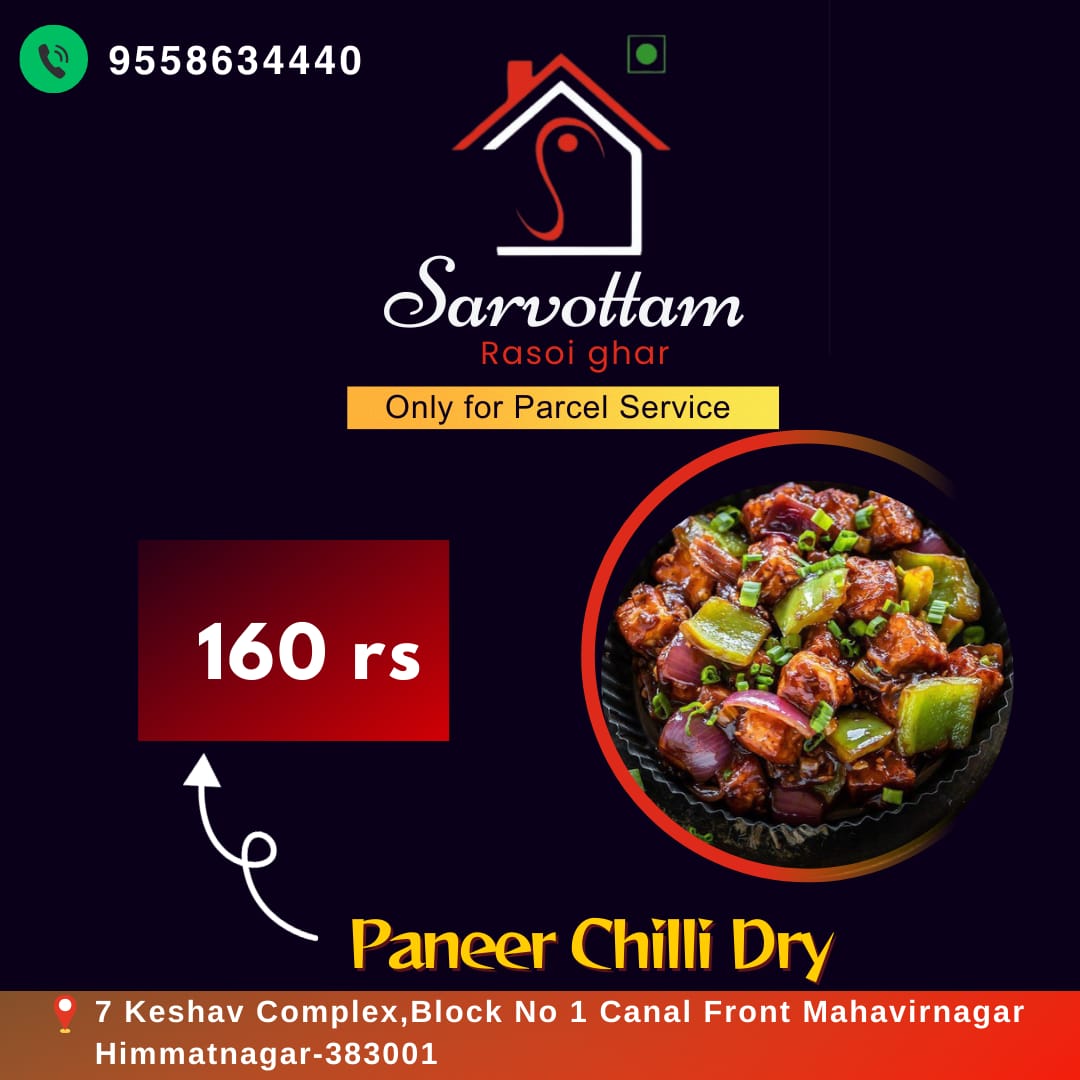 9558634440
Sarvottam
Rasoi ghar
Only for Parcel Service
160 rs
Paneer Chilli Dry
7 Keshav Complex,Block No 1 Canal Front Mahavirnagar
Himmatnagar-383001